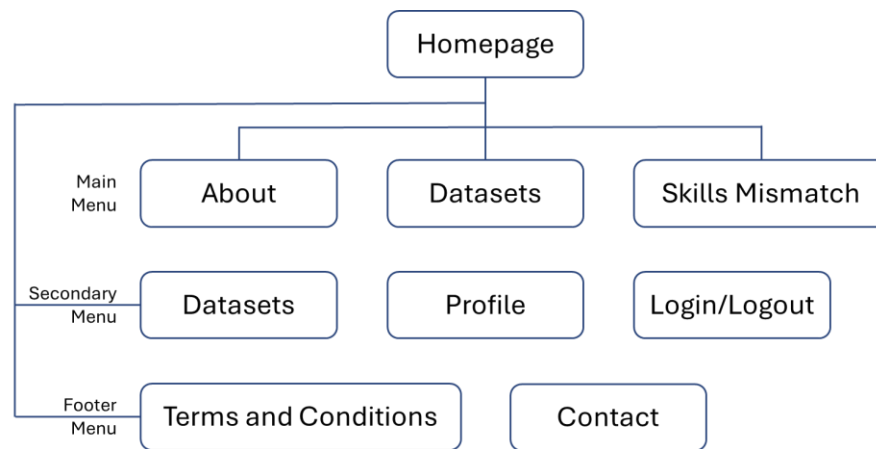 Homepage
Main
Menu
About
Datasets
Skills Mismatch
Secondary
Menu
Datasets
Profile
Login/Logout
Footer
Menu
Terms and Conditions
Contact